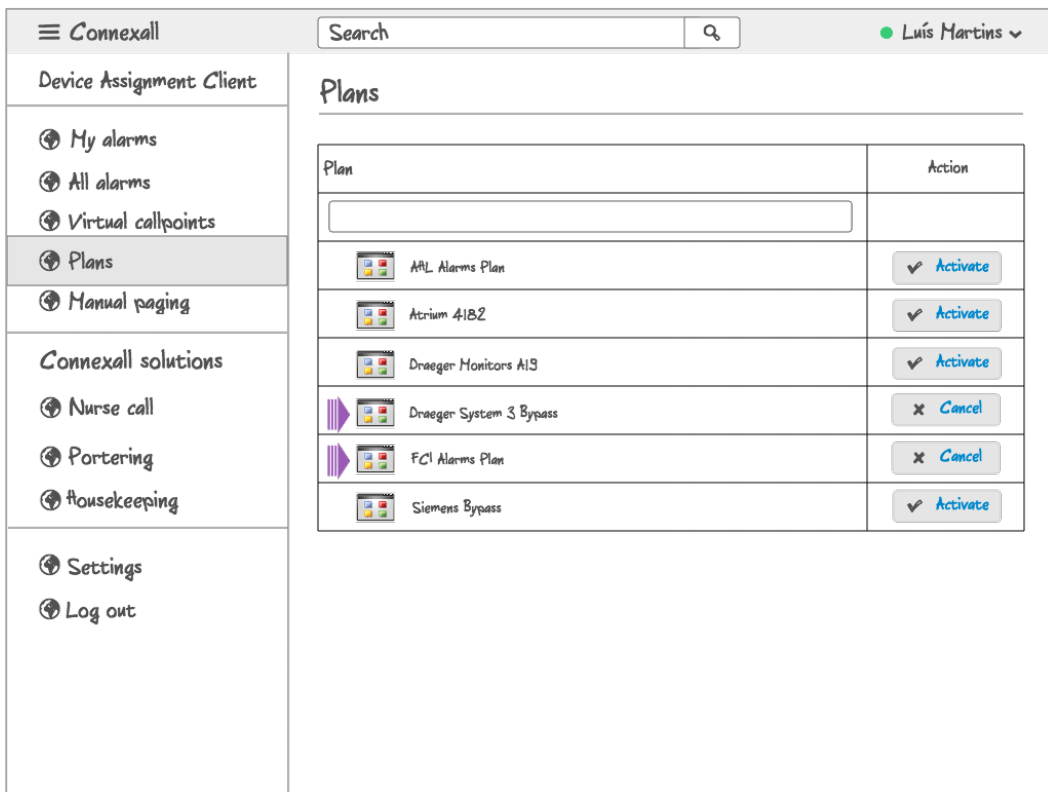 Connexall
Search
Luís Martins
Device Assignment Client
My alarms
All alarms
Virtual callpoints
Plans
Manual paging
Connexall solutions
Nurse call
Portering
Housekeeping
Settings
Log out
Plans
Plan Action
AHL Alarms Plan Activate
Atrium 4182 Activate
Draeger Monitors A19 Activate
Draeger System 3 Bypass Cancel
FCI Alarms Plan Cancel
Siemens Bypass Activate